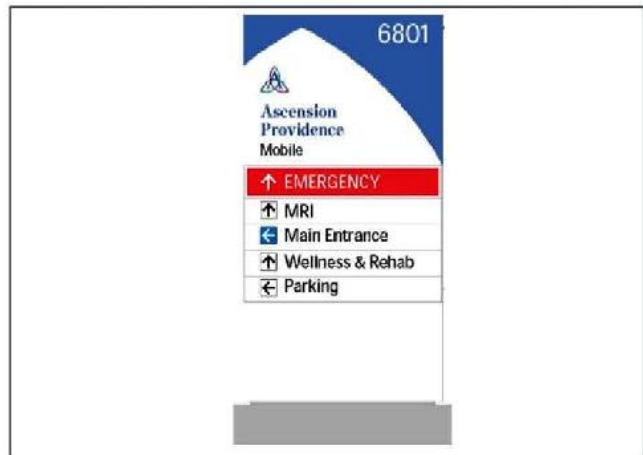 6801
Ascension
Providence
Mobile
↑ EMERGENCY
↑ MRI
← Main Entrance
↑ Wellness & Rehab
← Parking